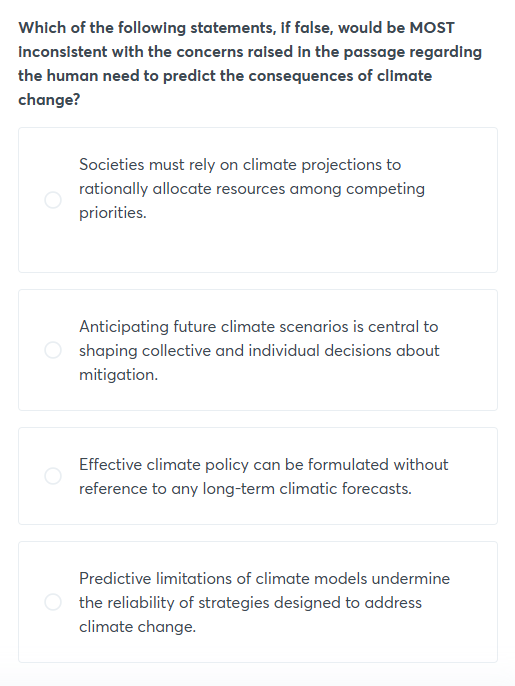 Which of the following statements, if false, would be MOST
inconsistent with the concerns raised in the passage regarding
the human need to predict the consequences of climate
change?
Societies must rely on climate projections to
rationally allocate resources among competing
priorities.
Anticipating future climate scenarios is central to
shaping collective and individual decisions about
mitigation.
Effective climate policy can be formulated without
reference to any long-term climatic forecasts.
Predictive limitations of climate models undermine
the reliability of strategies designed to address
climate change.